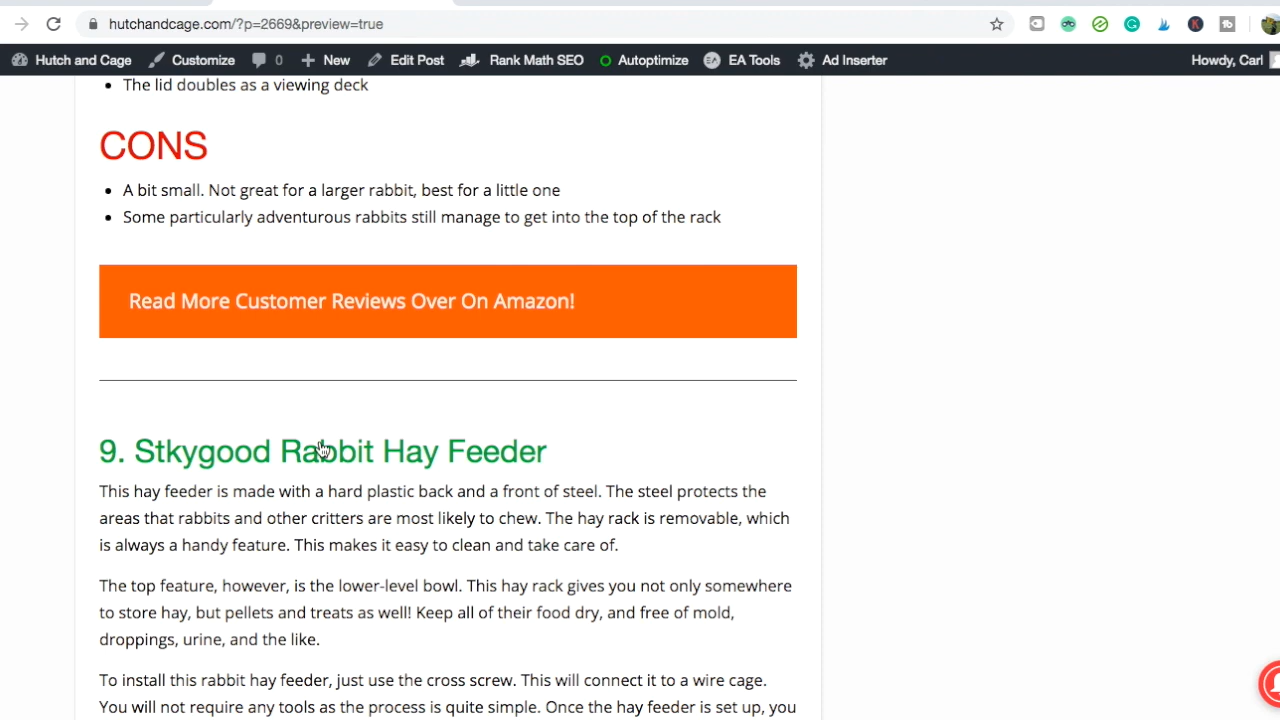 hutchandcage.com/?p=2669&preview=true
Hutch and Cage Customize 0 New Edit Post Rank Math SEO Autoptimize EA Tools Ad Inserter Howdy, Carl
The lid doubles as a viewing deck
CONS
A bit small. Not great for a larger rabbit, best for a little one
Some particularly adventurous rabbits still manage to get into the top of the rack
Read More Customer Reviews Over On Amazon!
9. Stkygood Rabbit Hay Feeder
This hay feeder is made with a hard plastic back and a front of steel. The steel protects the
areas that rabbits and other critters are most likely to chew. The hay rack is removable, which
is always a handy feature. This makes it easy to clean and take care of.
The top feature, however, is the lower-level bowl. This hay rack gives you not only somewhere
to store hay, but pellets and treats as well! Keep all of their food dry, and free of mold,
droppings, urine, and the like.
To install this rabbit hay feeder, just use the cross screw. This will connect it to a wire cage.
You will not require any tools as the process is quite simple. Once the hay feeder is set up, you